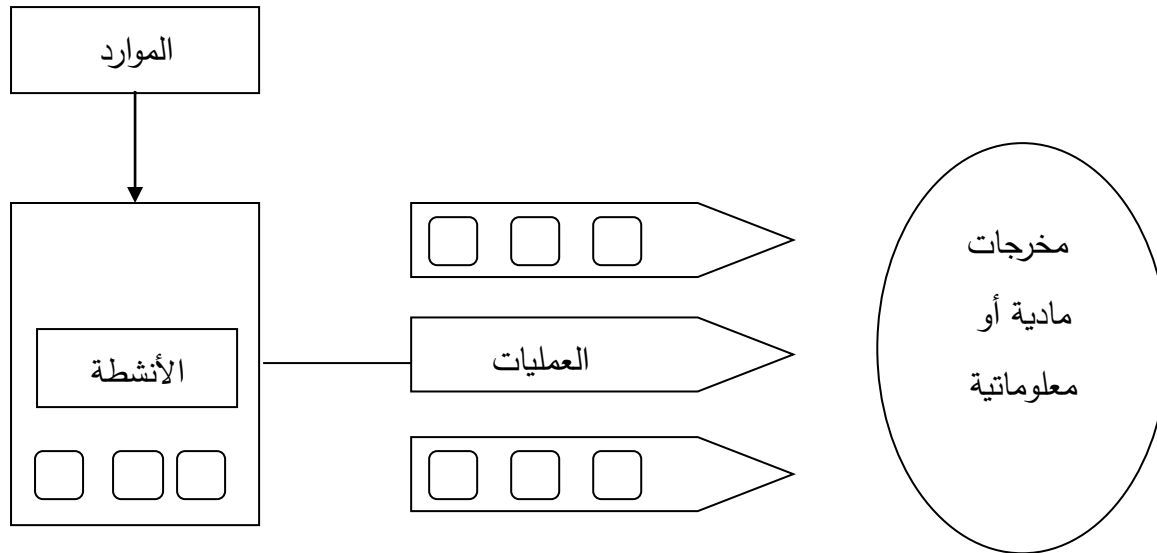 الموارد
الأنشطة
العمليات
مخرجات
مادية أو
معلوماتية